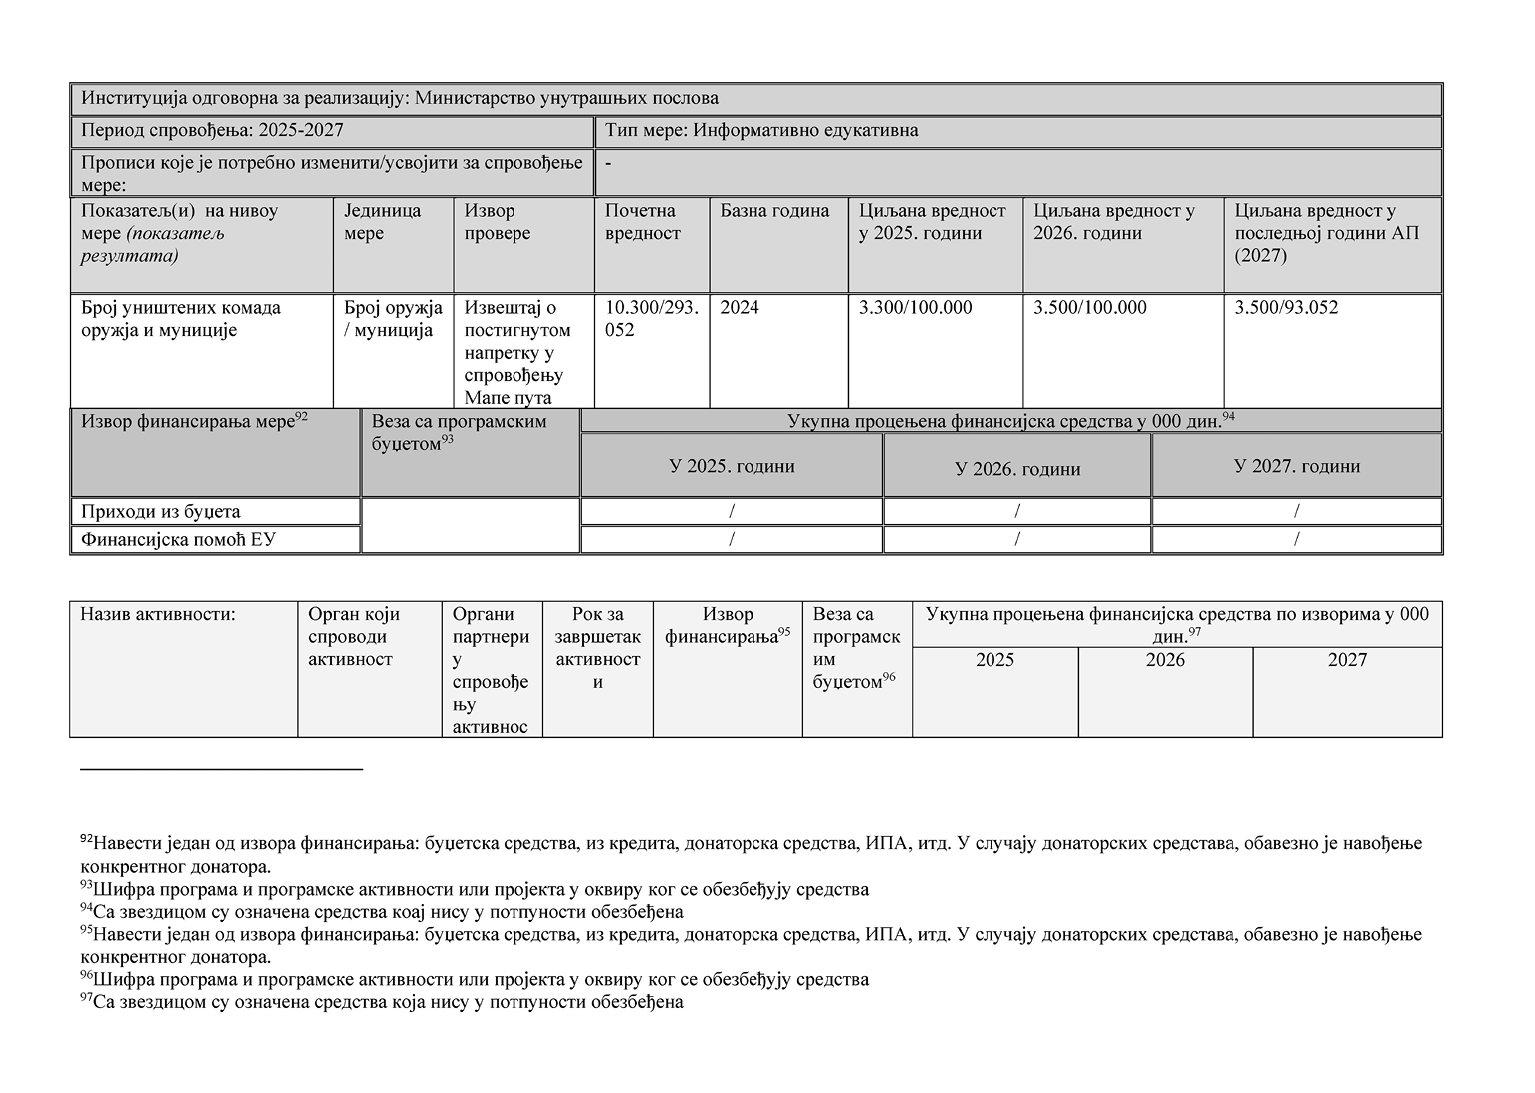 Институција одговорна за реализацију: Министарство унутрашњих послова
Период спровођења: 2025-2027
Тип мере: Информативно едукативна
Прописи које је потребно изменити/усвојити за спровођење
мере:
-
Показатељ(и) на нивоу
мере (показатељ
резултата)
Јединица
мере
Извор
провере
Почетна
вредност
Базна година
Циљана вредност
у 2025. години
Циљана вредност у
2026. години
Циљана вредност у
последњој години АП
(2027)
Број уништених комада
оружја и муниције
Број оружја
/ муниција
Извештај о
постигнутом
напретку у
спровођењу
Мапе пута
10.300/293.
052
2024
3.300/100.000
3.500/100.000
3.500/93.052
Извор финансирања мере92
Веза са програмским
буџетом93
Укупна процењена финансијска средства у 000 дин.94
У 2025. години
У 2026. години
У 2027. години
Приходи из буџета
/
/
/
Финансијска помоћ ЕУ
/
/
/
Назив активности:
Орган који
спроводи
активност
Органи
партнери
у
спровође
њу
активнос
Рок за
завршетак
активност
и
Извор
финансирања95
Веза са
програмск
им
буџетом96
Укупна процењена финансијска средства по изворима у 000
дин.97
2025
2026
2027
92Навести један од извора финансирања: буџетска средства, из кредита, донаторска средства, ИПА, итд. У случају донаторских средстава, обавезно је навођење
конкрентног донатора.
93Шифра програма и програмске активности или пројекта у оквиру ког се обезбеђују средства
94Са звездицом су означена средства коај нису у потпуности обезбеђена
95Навести један од извора финансирања: буџетска средства, из кредита, донаторска средства, ИПА, итд. У случају донаторских средстава, обавезно је навођење
конкрентног донатора.
96Шифра програма и програмске активности или пројекта у оквиру ког се обезбеђују средства
97Са звездицом су означена средства која нису у потпуности обезбеђена